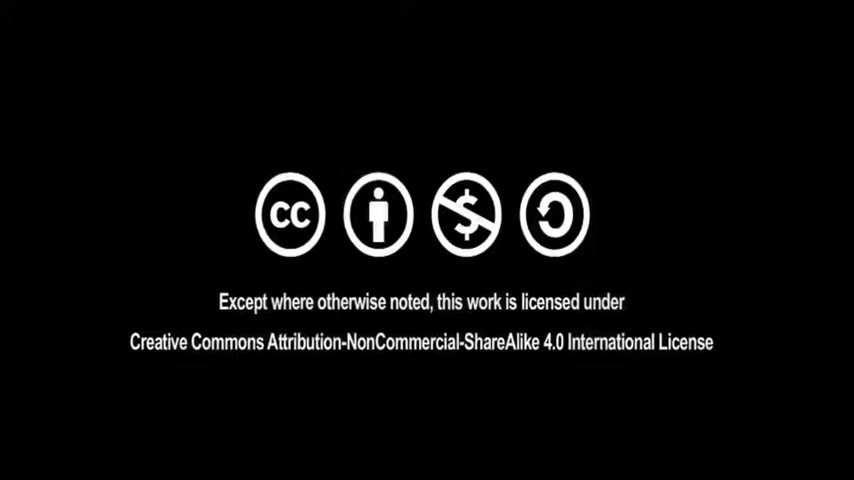 cc
$
Except where otherwise noted, this work is licensed under
Creative Commons Attribution-NonCommercial-ShareAlike 4.0 International License